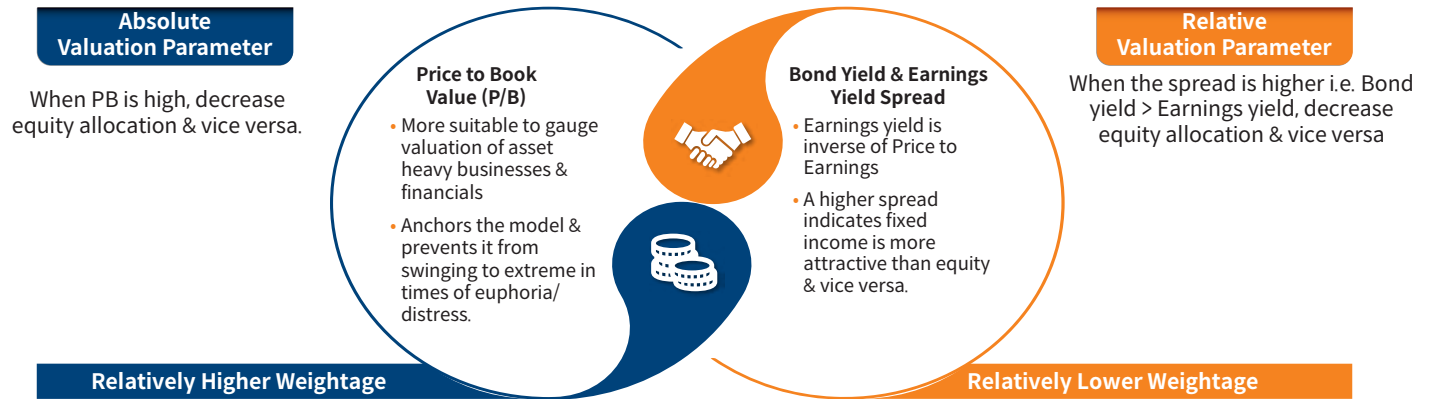 Absolute
Valuation Parameter
When PB is high, decrease
equity allocation & vice versa.
Price to Book
Value (P/B)
• More suitable to gauge
valuation of asset
heavy businesses &
financials
• Anchors the model &
prevents it from
swinging to extreme in
times of euphoria/
distress.
Relatively Higher Weightage
Bond Yield & Earnings
Yield Spread
• Earnings yield is
inverse of Price to
Earnings
• A higher spread
indicates fixed
income is more
attractive than equity
& vice versa.
Relative
Valuation Parameter
When the spread is higher i.e. Bond
yield > Earnings yield, decrease
equity allocation & vice versa
Relatively Lower Weightage